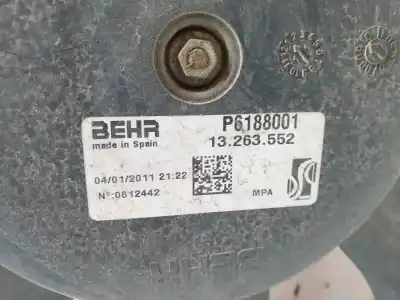 BEHR
made in Spain
P6188001
13.263.552
04/01/2011 21:22
Nº:0612442
MPA